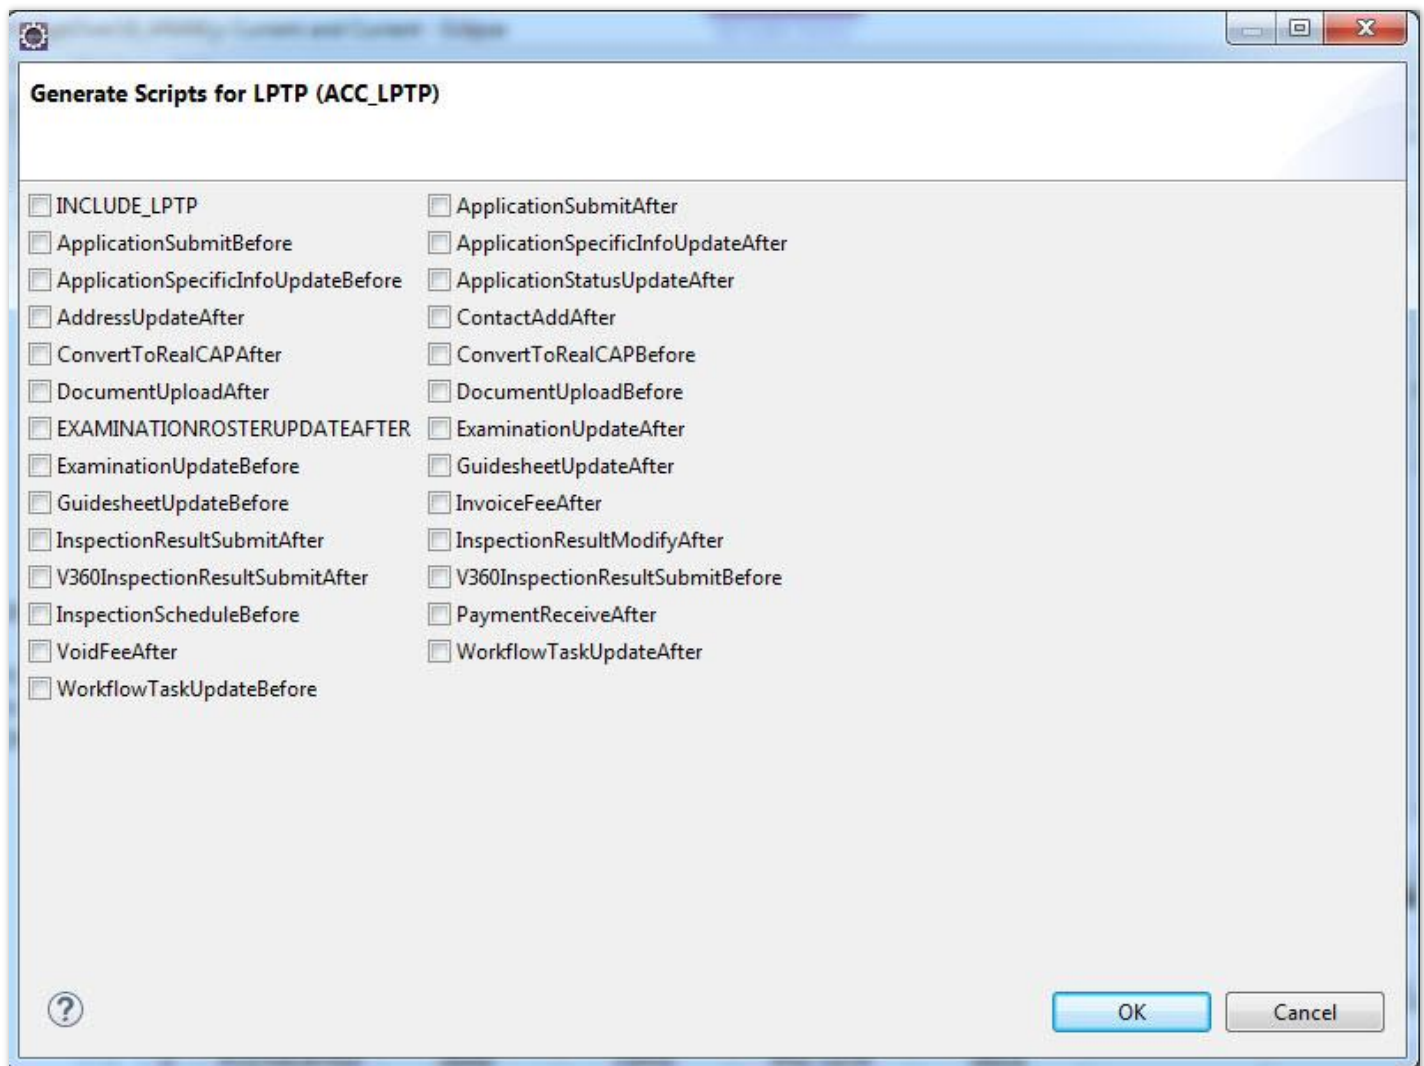 Generate Scripts for LPTP (ACC_LPTP)
INCLUDE_LPTP ApplicationSubmitAfter
ApplicationSubmitBefore ApplicationSpecificInfoUpdateAfter
ApplicationSpecificInfoUpdateBefore ApplicationStatusUpdateAfter
AddressUpdateAfter ContactAddAfter
ConvertToRealCAPAfter ConvertToRealCAPBefore
DocumentUploadAfter DocumentUploadBefore
EXAMINATIONROSTERUPDATEAFTER ExaminationUpdateAfter
ExaminationUpdateBefore GuidesheetUpdateAfter
GuidesheetUpdateBefore InvoiceFeeAfter
InspectionResultSubmitAfter InspectionResultModifyAfter
V360InspectionResultSubmitAfter V360InspectionResultSubmitBefore
InspectionScheduleBefore PaymentReceiveAfter
VoidFeeAfter WorkflowTaskUpdateAfter
WorkflowTaskUpdateBefore
? OK Cancel